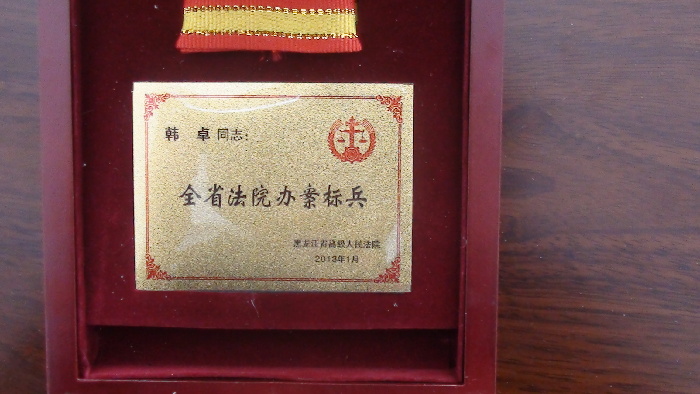 韩 卓 同志：
全省法院办案标兵
黑龙江省高级人民法院
2013年1月